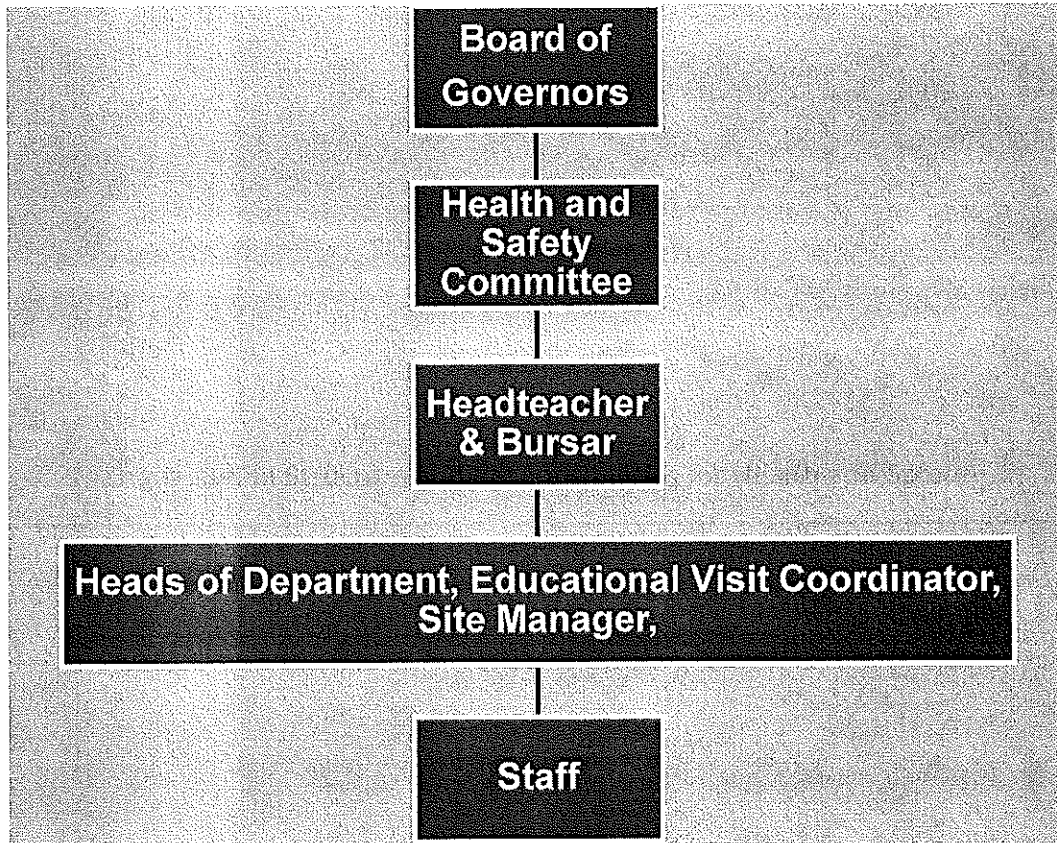 Board of
Governors
Health and
Safety
Committee
Headteacher
& Bursar
Heads of Department, Educational Visit Coordinator,
Site Manager,
Staff